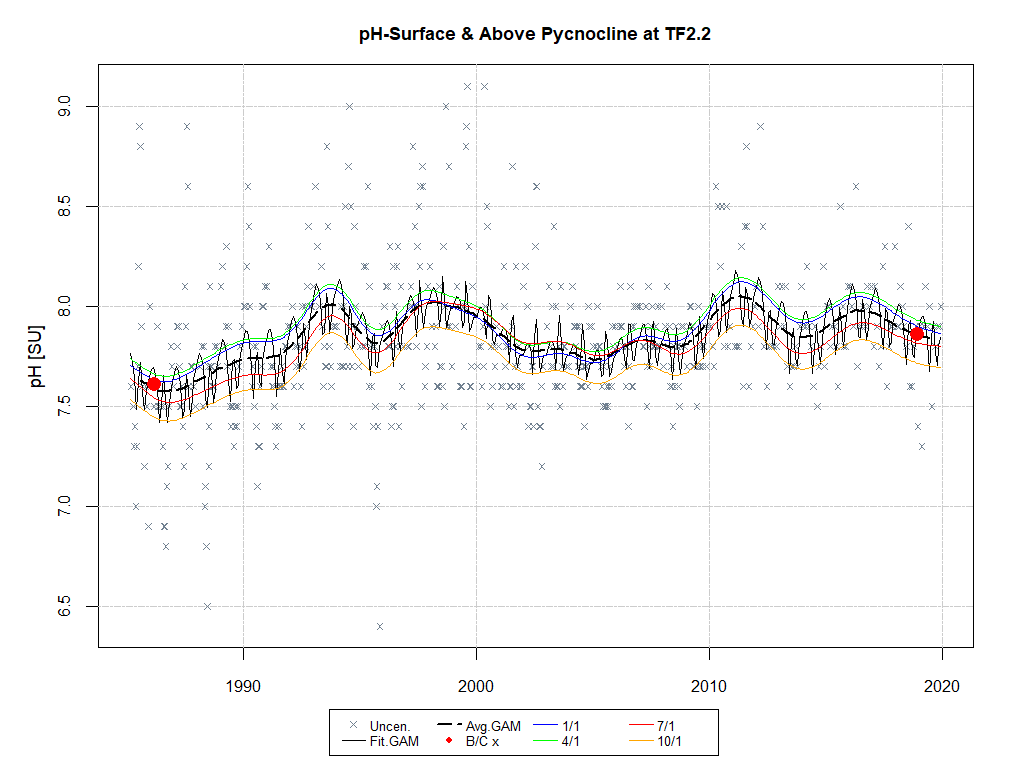 pH-Surface & Above Pycnocline at TF2.2
pH [SU]
9.0
8.5
8.0
7.5
7.0
6.5
1990 2000 2010 2020
Uncen. Avg.GAM 1/1 7/1
Fit.GAM B/C x 4/1 10/1